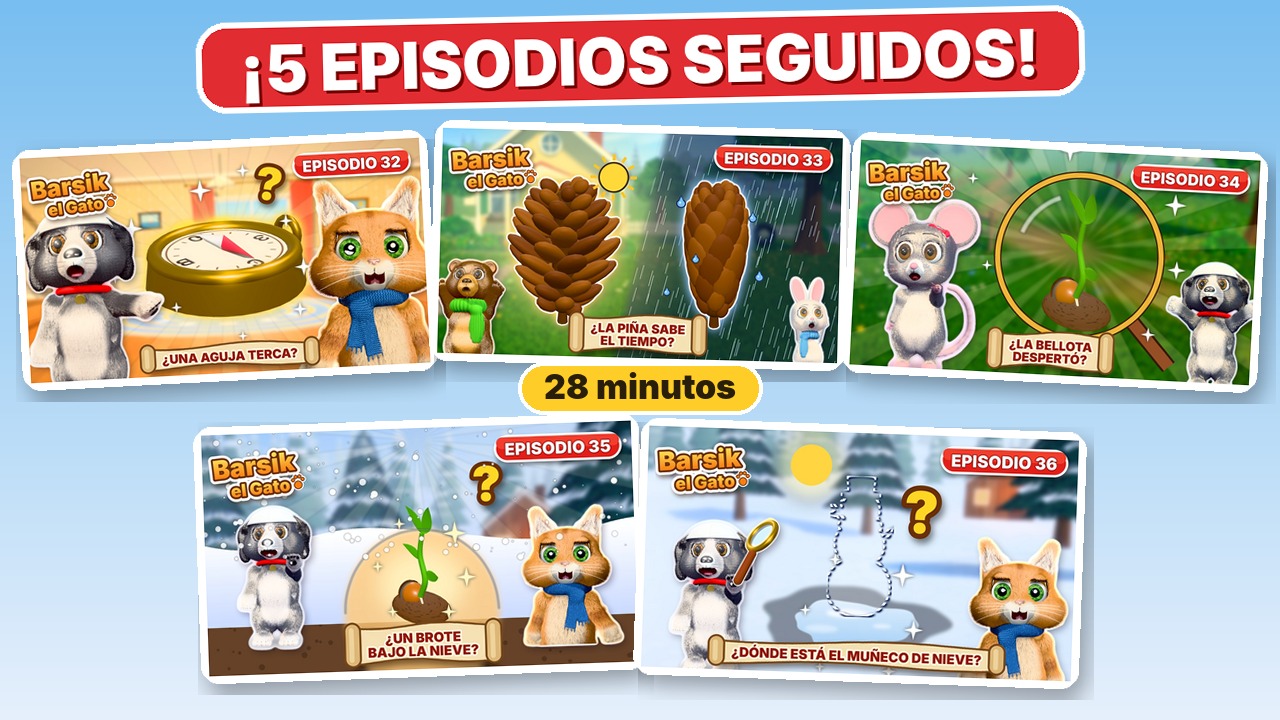 ¡5 EPISODIOS SEGUIDOS!
Barsik
el Gato
EPISODIO 32
?
¿UNA AGUJA TERCA?
Barsik
el Gato
EPISODIO 33
¿LA PIÑA SABE
EL TIEMPO?
Barsik
el Gato
EPISODIO 34
¿LA BELLOTA
DESPERTÓ?
28 minutos
Barsik
el Gato
EPISODIO 35
?
¿UN BROTE
BAJO LA NIEVE?
Barsik
el Gato
EPISODIO 36
?
¿DÓNDE ESTÁ EL MUÑECO DE NIEVE?